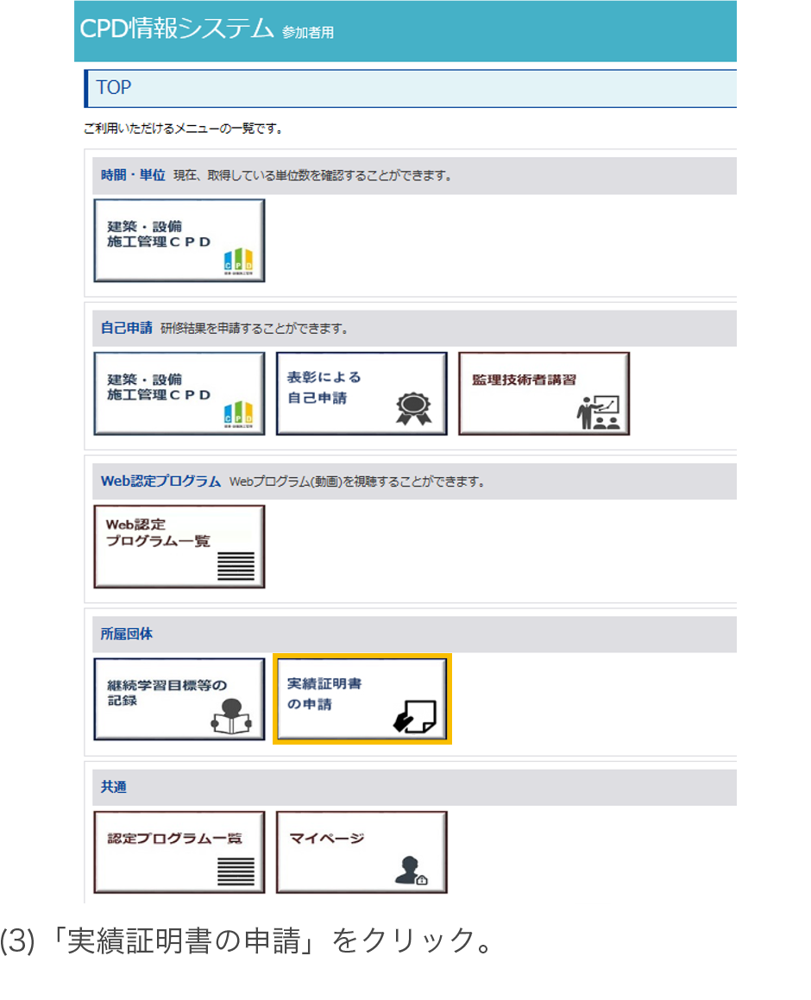 CPD情報システム 参加者用
TOP
ご利用いただけるメニューの一覧です。
時間・単位 現在、取得している単位数を確認することができます。
建築・設備
施工管理CPD
CPD
自己申請 研修結果を申請することができます。
建築・設備
施工管理CPD
CPD
表彰による
自己申請
監理技術者講習
Web認定プログラム Webプログラム(動画)を視聴することができます。
Web認定
プログラム一覧
所属団体
継続学習目標等の
記録
実績証明書
の申請
共通
認定プログラム一覧
マイページ
(3)「実績証明書の申請」をクリック。